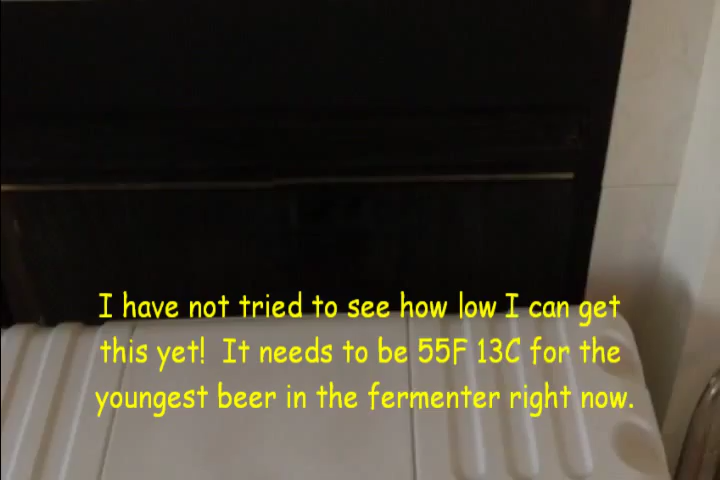 I have not tried to see how low I can get
this yet!  It needs to be 55F 13C for the
youngest beer in the fermenter right now.